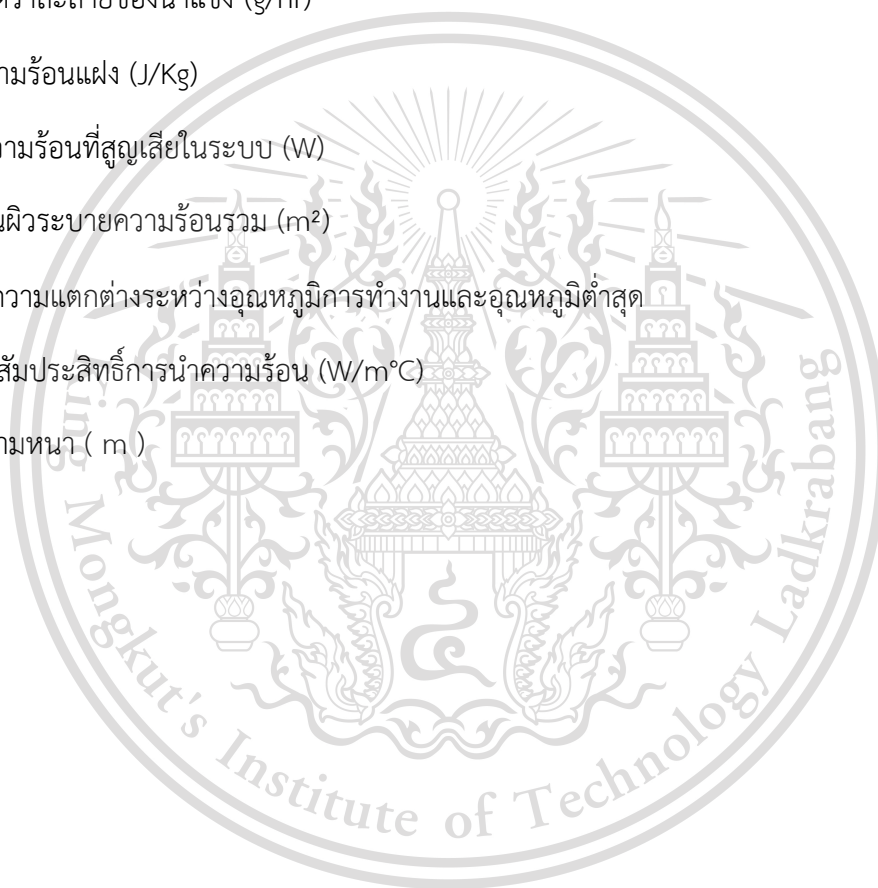 (g/hr)
ามร้อนแฝง (J/Kg)
วามร้อนที่สูญเสียในระบบ (W)
นผิวระบายความร้อนรวม (m²)
ความแตกต่างระหว่างอุณหภูมิการทำงานและอุณหภูมิต่ำสุด
สัมประสิทธิ์การนำความร้อน (W/m°C)
ามหนา ( m )
King Mongkut's Institute of Technology Ladkrabang